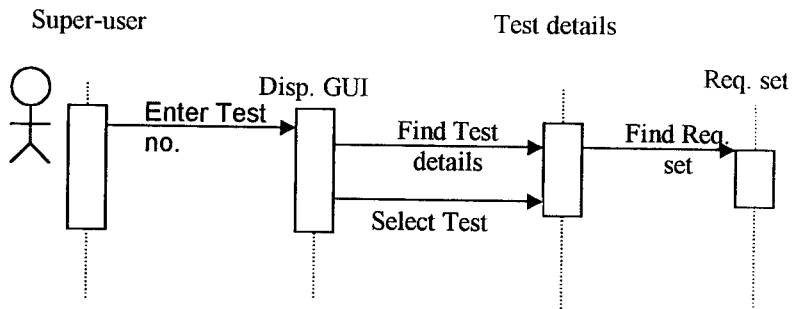 Super-user
Test details
Disp. GUI
Req. set
Enter Test
no.
Find Test
details
Find Req.
set
Select Test